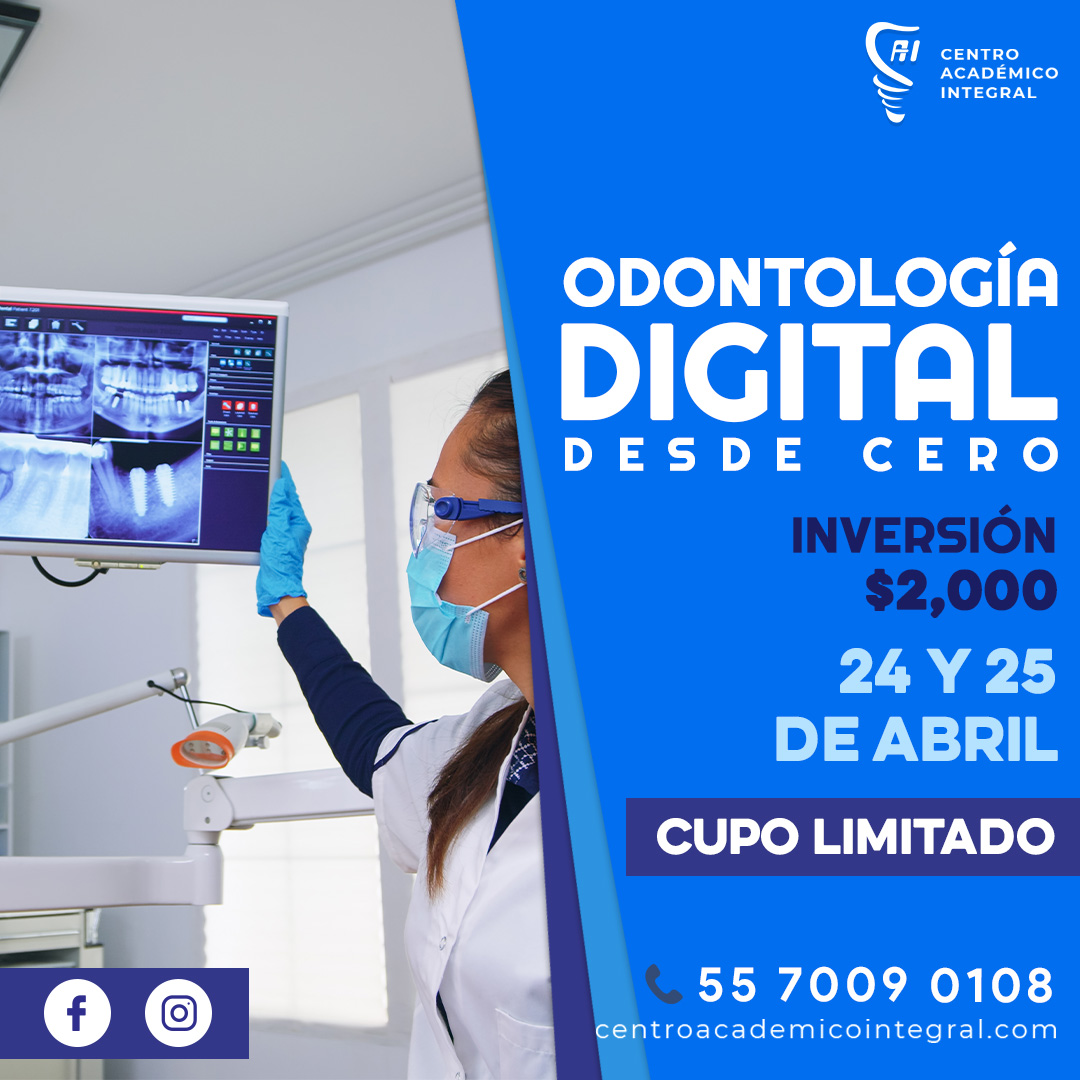 CENTRO
ACADÉMICO
INTEGRAL
ODONTOLOGÍA
DIGITAL
DESDE CERO
INVERSIÓN
$2,000
24 Y 25
DE ABRIL
CUPO LIMITADO
55 7009 0108
centroacademicointegral.com